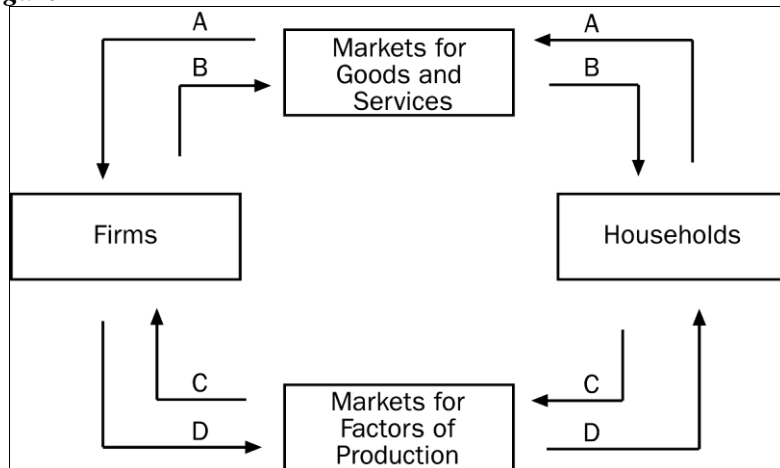 A
A
Markets for
Goods and
Services
B
B
Firms
Households
C
C
Markets for
Factors of
Production
D
D